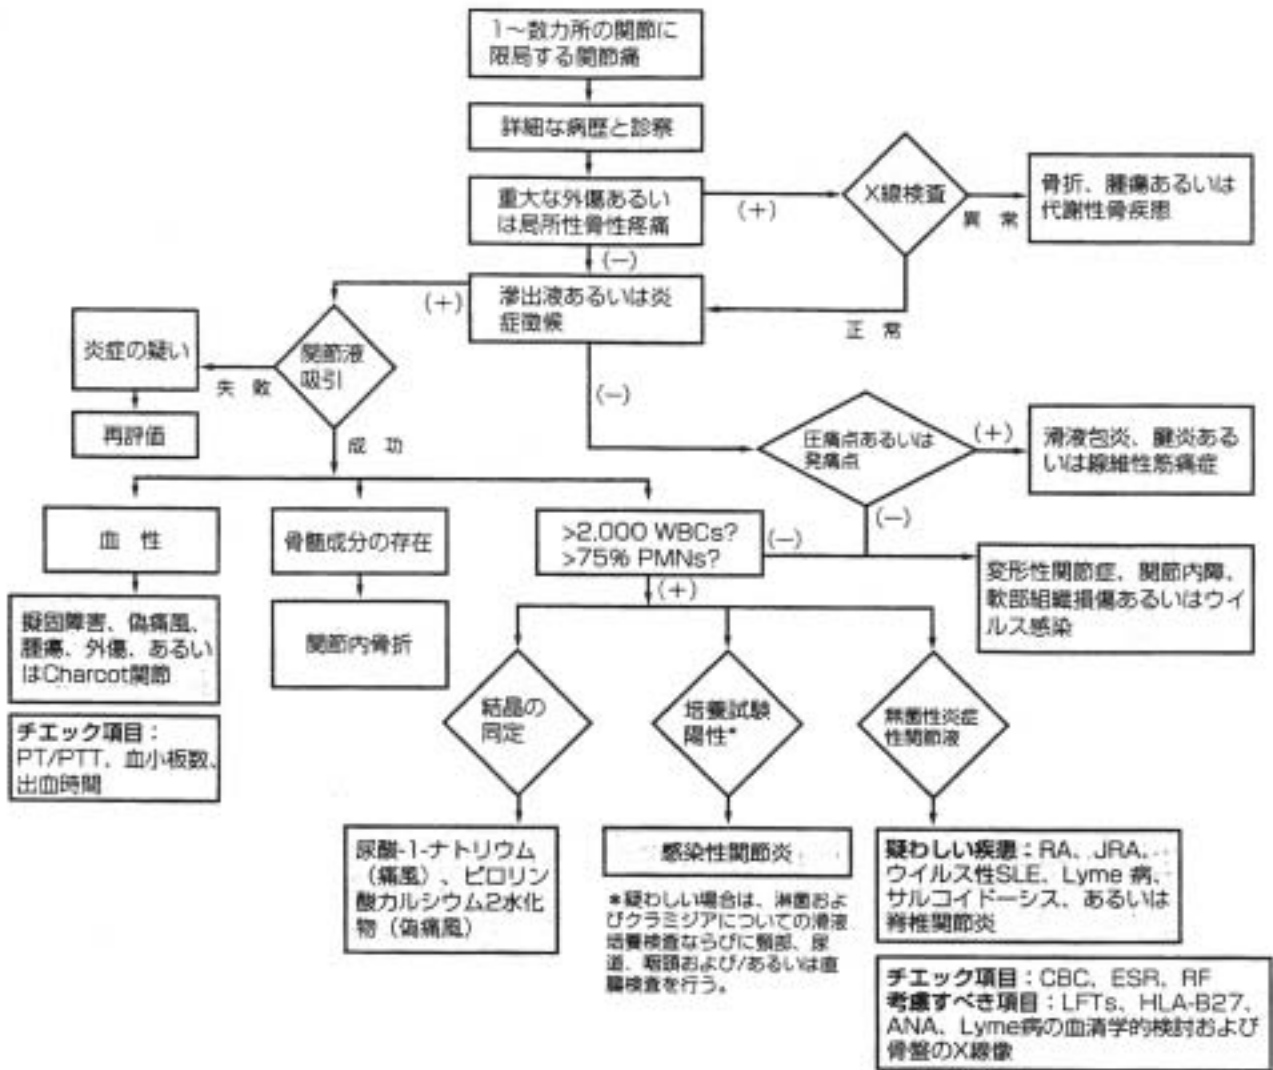 1〜数カ所の関節に
限局する関節痛
詳細な病歴と診察
重大な外傷あるい
は局所性骨性疼痛
(+)
X線検査
異 常
骨折、腫瘍あるいは
代謝性骨疾患
(−)
正 常
滲出液あるいは炎
症徴候
(+)
関節液
吸引
失 敗
炎症の疑い
再評価
成 功
(−)
圧痛点あるいは
発痛点
(+)
滑液包炎、腱炎ある
いは線維性筋痛症
(−)
血 性
骨髄成分の存在
>2.000 WBCs?
>75% PMNs?
(−)
変形性関節症、関節内障、
軟部組織損傷あるいはウイ
ルス感染
(+)
擬固障害、偽痛風、
腫瘍、外傷、あるい
はCharcot関節
関節内骨折
チエック項目：
PT/PTT、血小板数、
出血時間
結晶の
同定
培養試験
陽性*
無菌性炎症
性関節液
尿酸-1-ナトリウム
（痛風）、ピロリン
酸カルシウム2水化
物（偽痛風）
感染性関節炎
*疑わしい場合は、淋菌およ
びクラミジアについての滑液
培養検査ならびに頸部、尿
道、咽頭および/あるいは直
腸検査を行う。
疑わしい疾患：RA、JRA、
ウイルス性SLE、Lyme 病、
サルコイドーシス、あるいは
脊椎関節炎
チエック項目：CBC、ESR、RF
考慮すべき項目：LFTs、HLA-B27、
ANA、Lyme病の血清学的検討および
骨盤のX線像